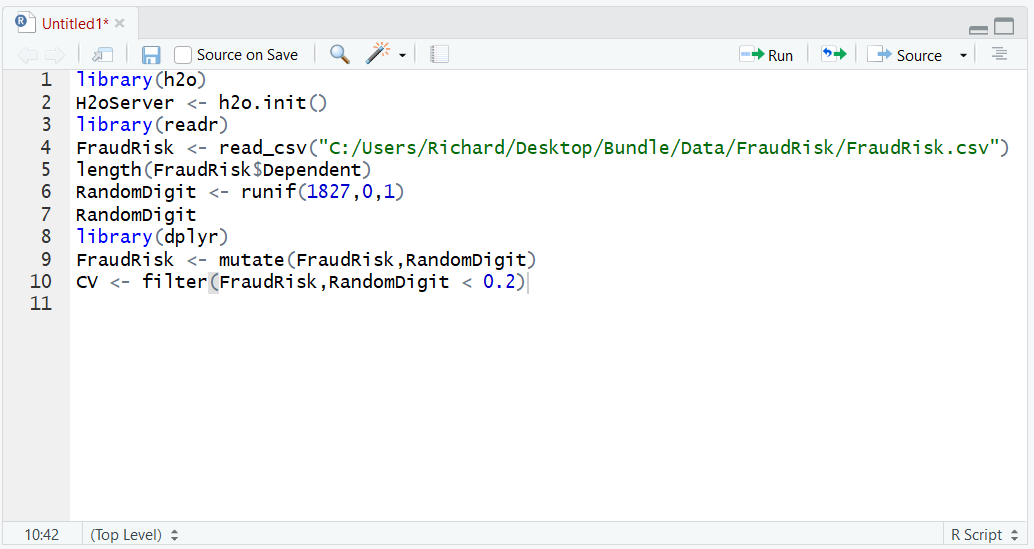 Untitled1*
Source on Save Run Source
1 library(h2o)
2 H2oServer <- h2o.init()
3 library(readr)
4 FraudRisk <- read_csv("C:/Users/Richard/Desktop/Bundle/Data/FraudRisk/FraudRisk.csv")
5 length(FraudRisk$Dependent)
6 RandomDigit <- runif(1827,0,1)
7 RandomDigit
8 library(dplyr)
9 FraudRisk <- mutate(FraudRisk,RandomDigit)
10 CV <- filter(FraudRisk,RandomDigit < 0.2)
11
10:42 (Top Level) R Script